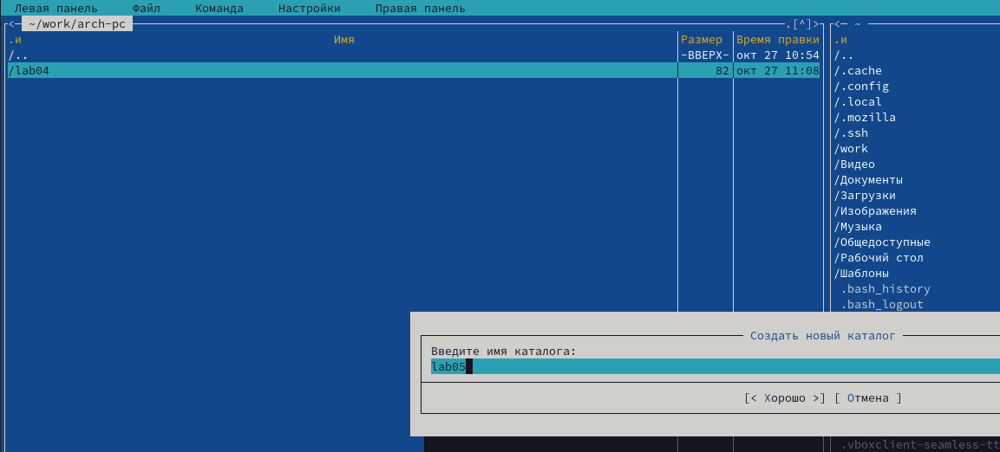 Левая панель Файл Команда Настройки Правая панель
<─ ~/work/arch-pc .[^]> <─ ~
.и Имя Размер Время правки .и
/.. -ВВЕРХ- окт 27 10:54 /..
/lab04 82 окт 27 11:08 /.cache
/.config
/.local
/.mozilla
/.ssh
/work
/Видео
/Документы
/Загрузки
/Изображения
/Музыка
/Общедоступные
/Рабочий стол
/Шаблоны
.bash_history
.bash_logout
Создать новый каталог
Введите имя каталога:
lab05
[< Хорошо >] [ Отмена ]
.vboxclient-seamless-tt